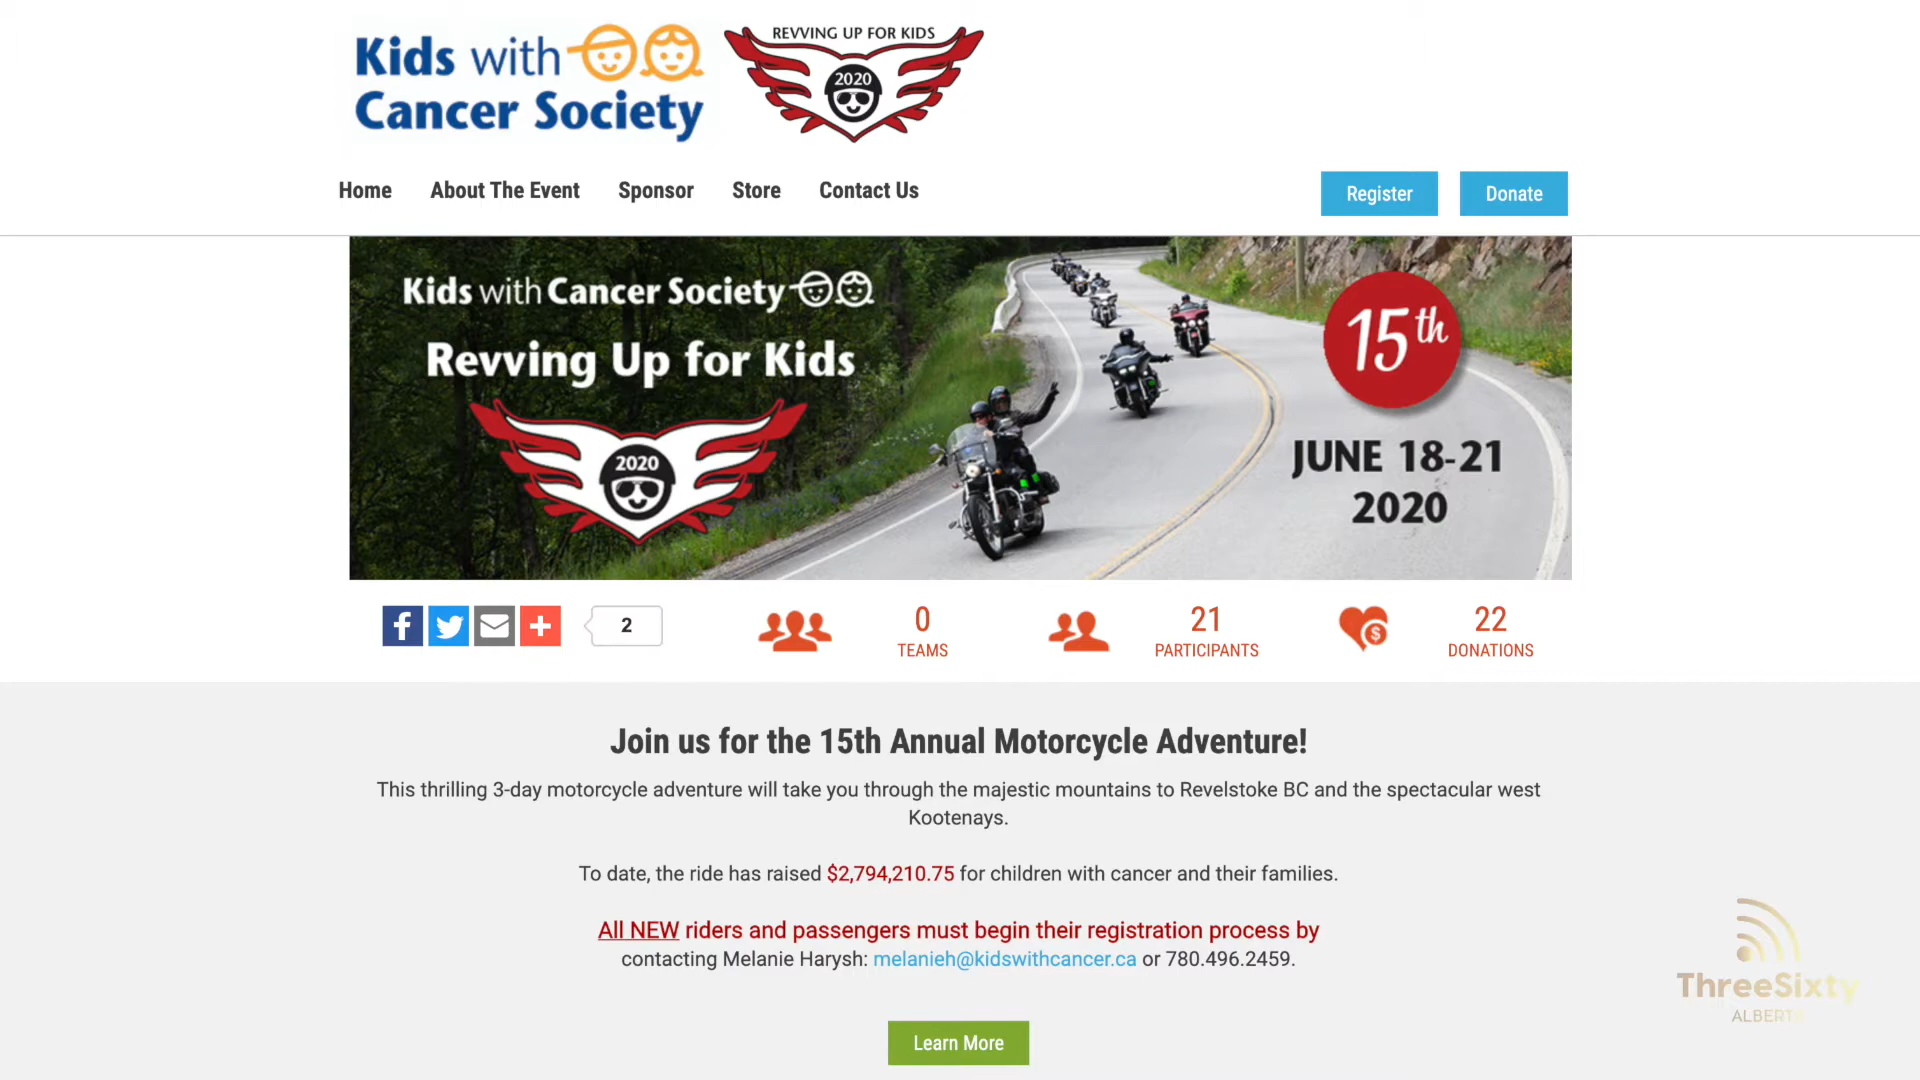 Kids with
Cancer Society
REVVING UP FOR KIDS
2020
Home About The Event Sponsor Store Contact Us
Register Donate
Kids with Cancer Society
Revving Up for Kids
2020
15th
JUNE 18-21
2020
2
0
TEAMS
21
PARTICIPANTS
22
DONATIONS
Join us for the 15th Annual Motorcycle Adventure!
This thrilling 3-day motorcycle adventure will take you through the majestic mountains to Revelstoke BC and the spectacular west
Kootenays.
To date, the ride has raised $2,794,210.75 for children with cancer and their families.
All NEW riders and passengers must begin their registration process by
contacting Melanie Harysh: melanieh@kidswithcancer.ca or 780.496.2459.
Learn More
ThreeSixty
ALBERTA